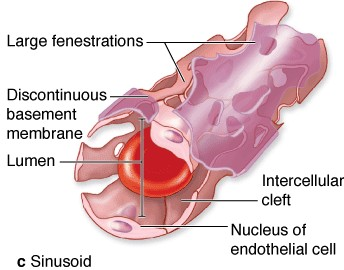 Large fenestrations
Discontinuous
basement
membrane
Lumen
Intercellular
cleft
Nucleus of
endothelial cell
c Sinusoid